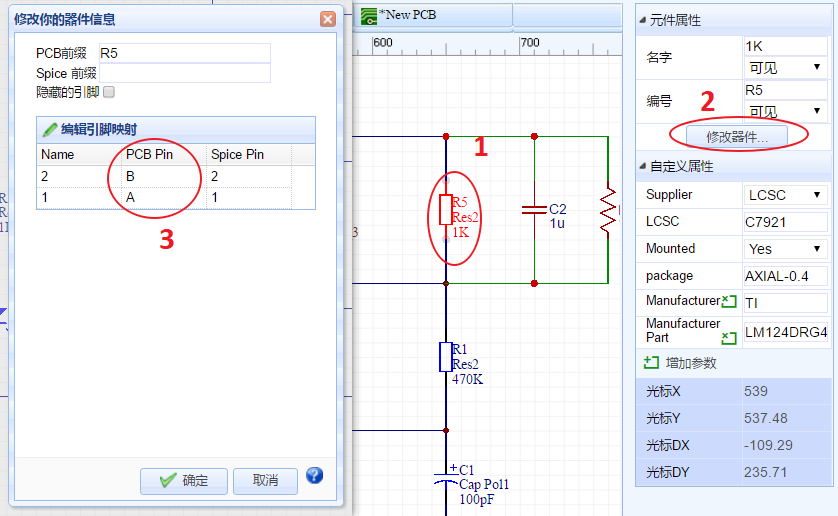 修改你的器件信息
PCB前缀 R5
Spice 前缀
隐藏的引脚
编辑引脚映射
Name PCB Pin Spice Pin
2 B 2
1 A 1
3
确定 取消
*New PCB
600 700
1
R5
Res2
1K
C2
1u
3
R1
Res2
470K
C1
Cap Pol1
100pF
元件属性
名字 1K
可见
编号 R5
可见
2
修改器件...
自定义属性
Supplier LCSC
LCSC C7921
Mounted Yes
package AXIAL-0.4
Manufacturer TI
Manufacturer
Part LM124DRG4
增加参数
光标X 539
光标Y 537.48
光标DX -109.29
光标DY 235.71